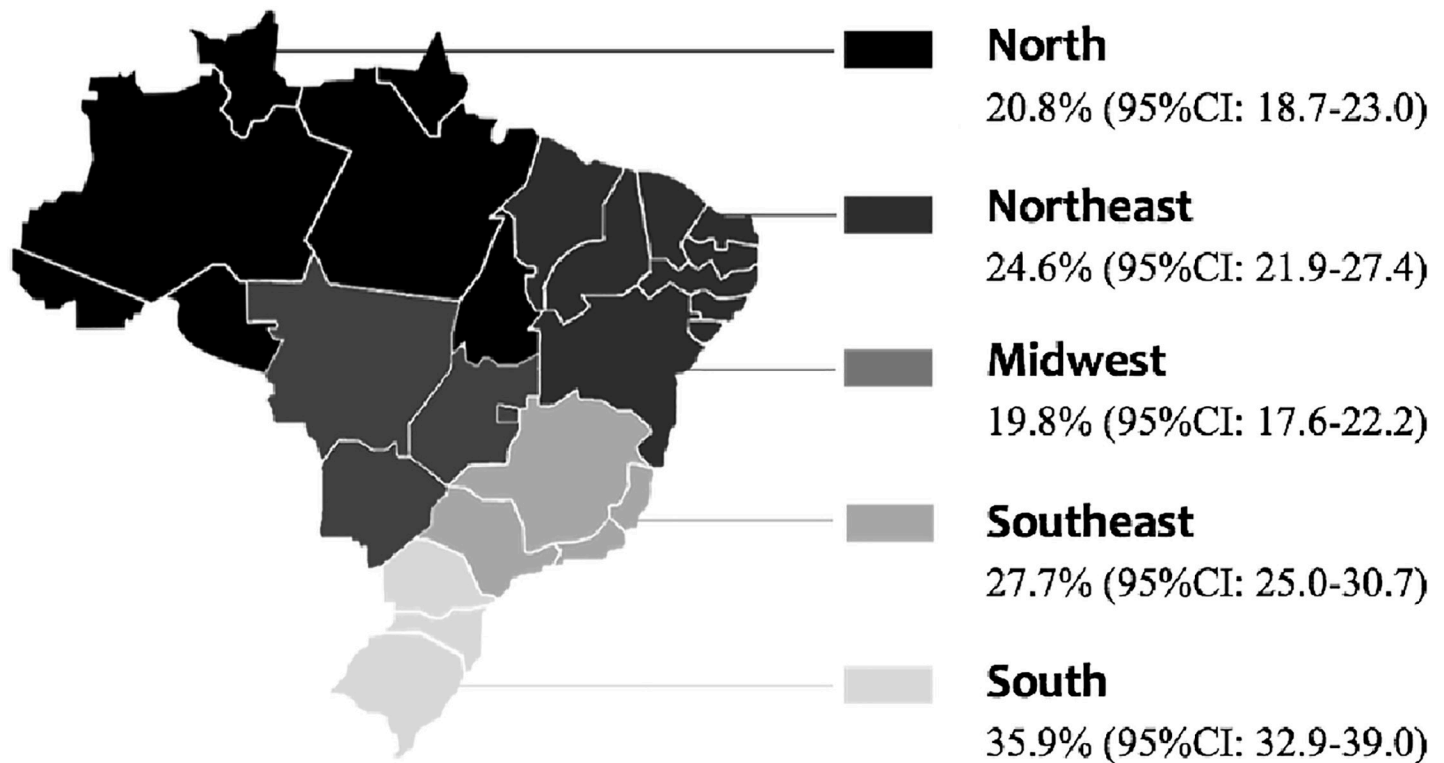 North
20.8% (95%CI: 18.7-23.0)
Northeast
24.6% (95%CI: 21.9-27.4)
Midwest
19.8% (95%CI: 17.6-22.2)
Southeast
27.7% (95%CI: 25.0-30.7)
South
35.9% (95%CI: 32.9-39.0)